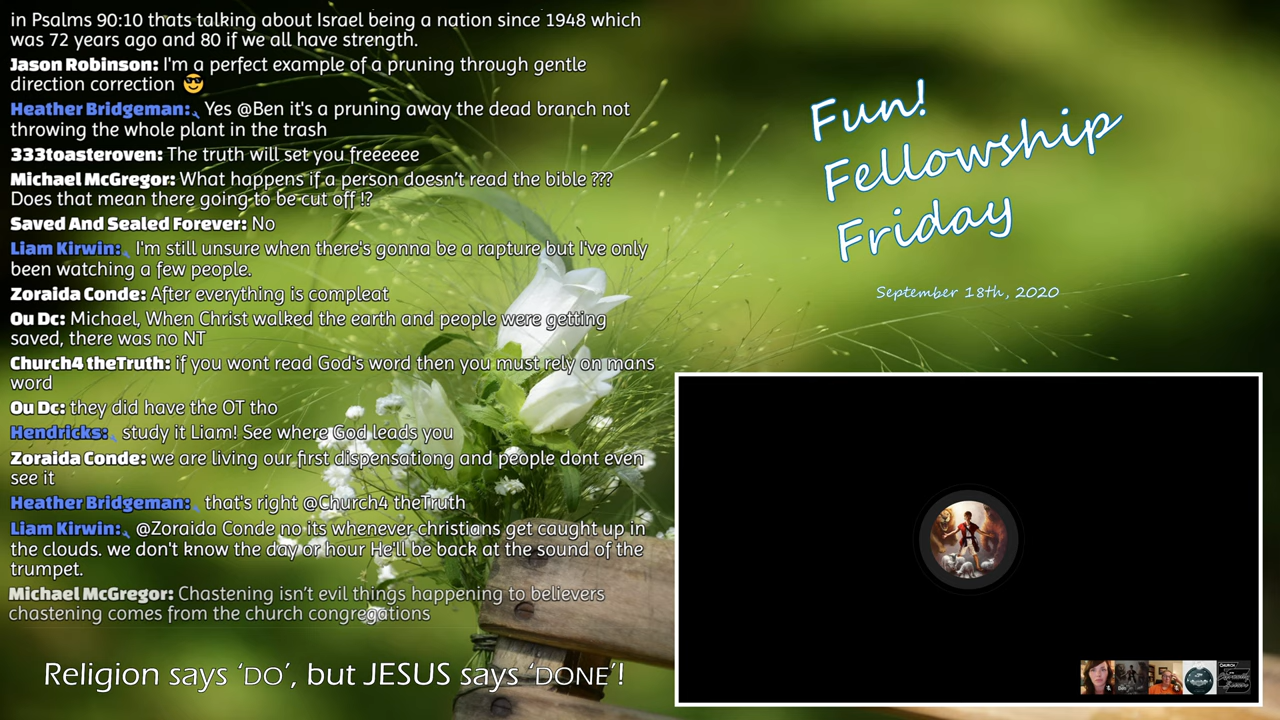 in Psalms 90:10 thats talking about Israel being a nation since 1948 which
was 72 years ago and 80 if we all have strength.
Jason Robinson: I'm a perfect example of a pruning through gentle
direction correction 😎
Heather Bridgeman: Yes @Ben it's a pruning away the dead branch not
throwing the whole plant in the trash
333toasteroven: The truth will set you freeeeee
Michael McGregor: What happens if a person doesn't read the bible ???
Does that mean there going to be cut off !?
Saved And Sealed Forever: No
Liam Kirwin: I'm still unsure when there's gonna be a rapture but I've only
been watching a few people.
Zoraida Conde: After everything is compleat
Ou Dc: Michael, When Christ walked the earth and people were getting
saved, there was no NT
Church4 theTruth: if you wont read God's word then you must rely on mans
word
Ou Dc: they did have the OT tho
Hendricks: study it Liam! See where God leads you
Zoraida Conde: we are living our first dispensationg and people dont even
see it
Heather Bridgeman: that's right @Church4 theTruth
Liam Kirwin: @Zoraida Conde no its whenever christians get caught up in
the clouds. we don't know the day or hour He'll be back at the sound of the
trumpet.
Michael McGregor: Chastening isn't evil things happening to believers
chastening comes from the church congregations
Religion says 'DO', but JESUS says 'DONE'!
Fun!
Fellowship
Friday
September 18th, 2020